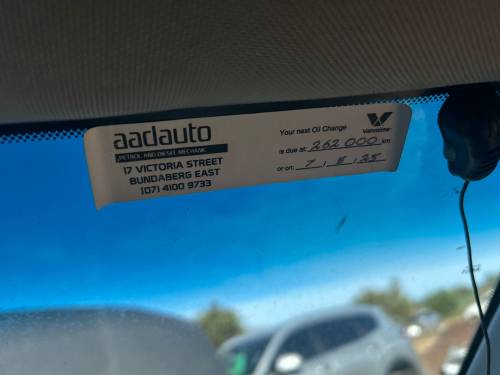 aadauto
PETROL AND DIESEL MECHANIC
17 VICTORIA STREET
BUNDABERG EAST
(07) 4100 9733
Your next Oil Change
is due at: 262 000 km
or on: 7, 8, 25
Valvoline